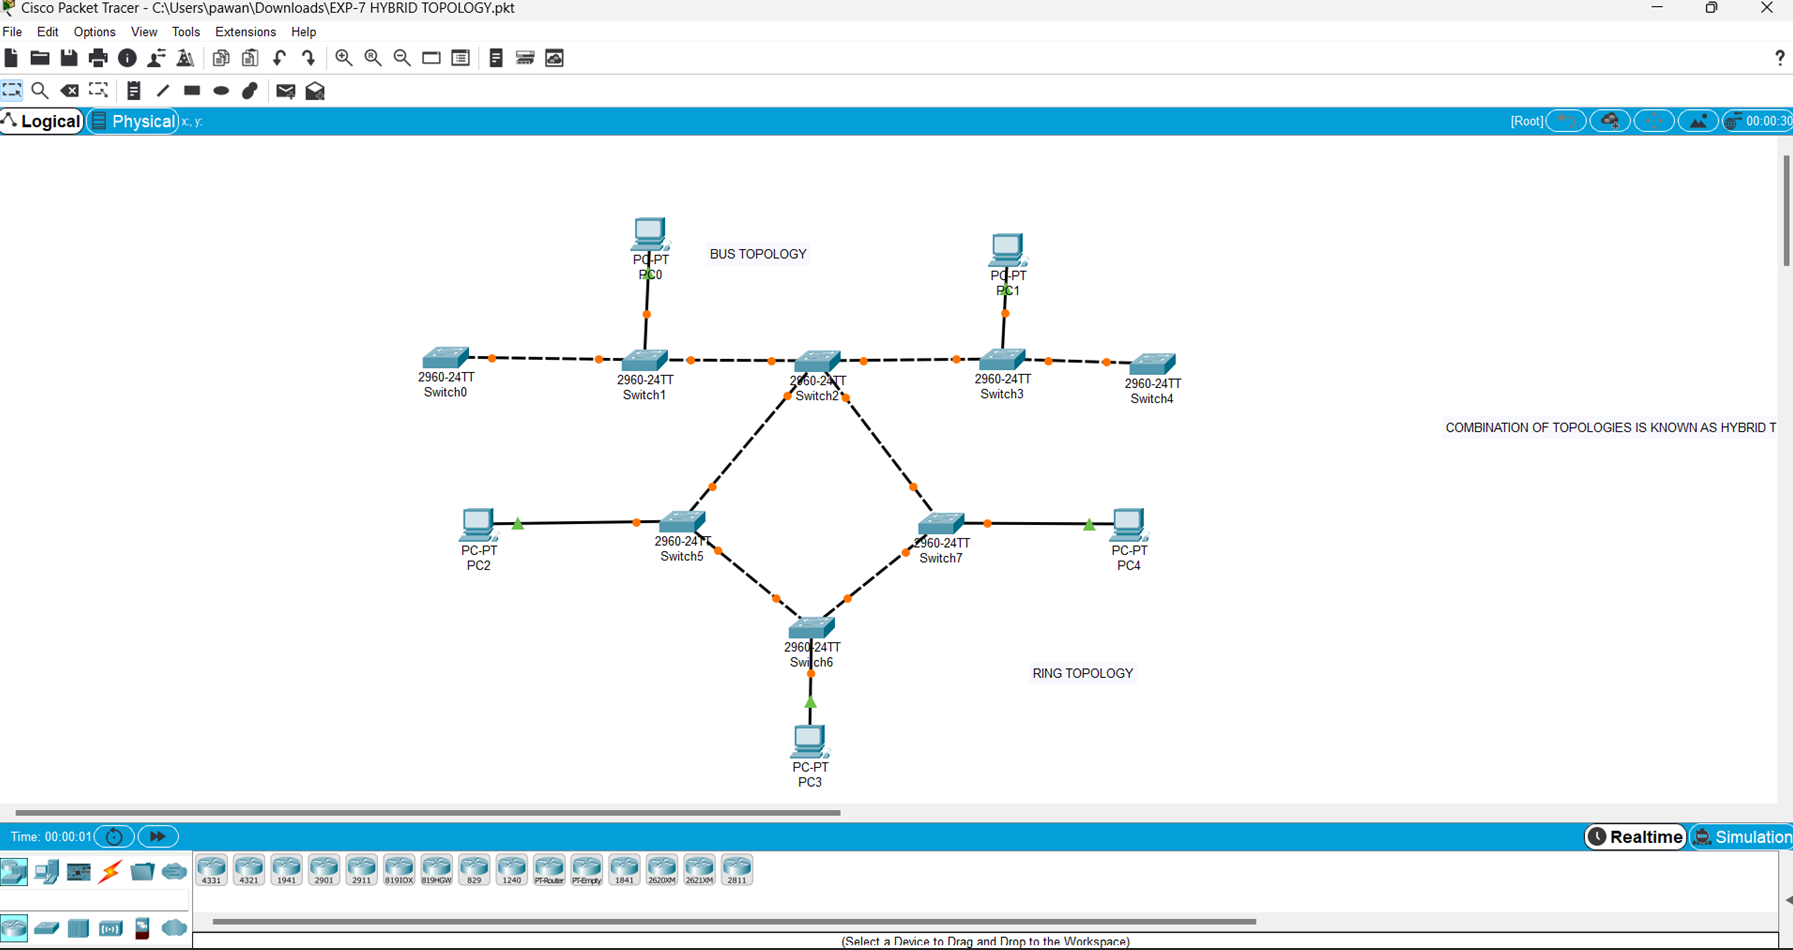 Cisco Packet Tracer - C:\Users\pawan\Downloads\EXP-7 HYBRID TOPOLOGY.pkt
File Edit Options View Tools Extensions Help
?
Logical Physical x:, y: [Root] 00:00:30
PC-PT
PC0
BUS TOPOLOGY
PC-PT
PC1
2960-24TT
Switch0
2960-24TT
Switch1
2960-24TT
Switch2
2960-24TT
Switch3
2960-24TT
Switch4
COMBINATION OF TOPOLOGIES IS KNOWN AS HYBRID T
PC-PT
PC2
2960-24TT
Switch5
2960-24TT
Switch7
PC-PT
PC4
2960-24TT
Switch6
RING TOPOLOGY
PC-PT
PC3
Time: 00:00:01 Realtime Simulation
4331 4321 1941 2901 2911 819IOX 819HGW 829 1240 PT-Router PT-Empty 1841 2620XM 2621XM 2811
(Select a Device to Drag and Drop to the Workspace)